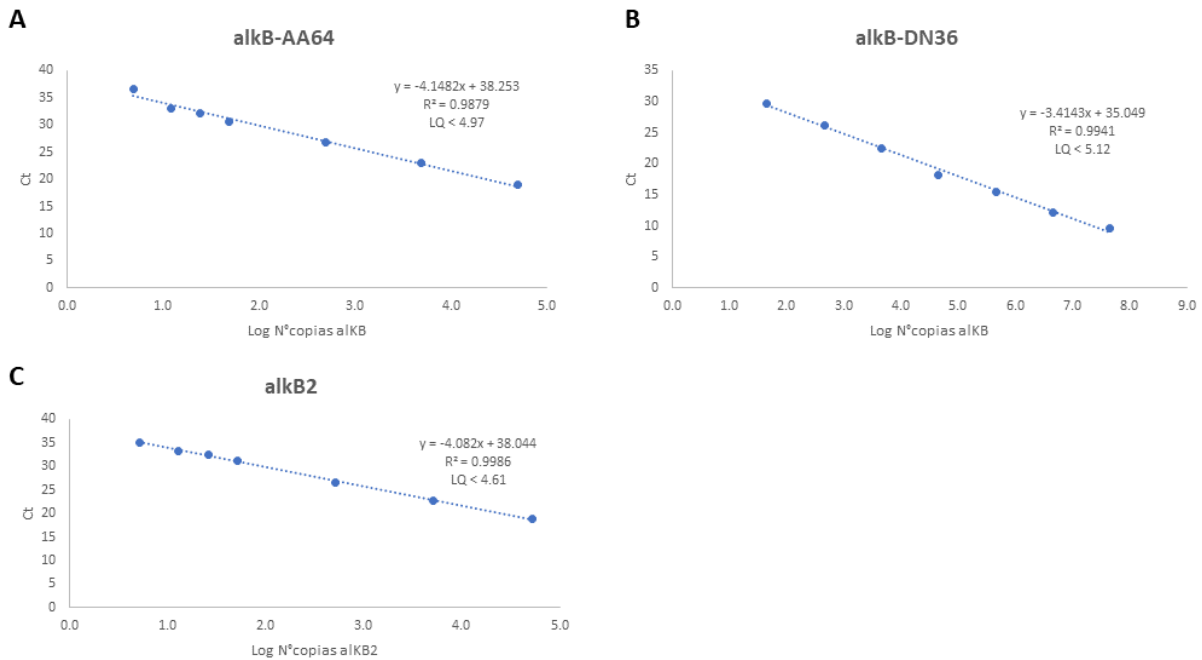 A
alkB-AA64
40
35
30
25
20
15
10
5
0
Ct
y = -4.1482x + 38.253
R² = 0.9879
LQ < 4.97
0.0 1.0 2.0 3.0 4.0 5.0
Log N°copias alKB
B
alkB-DN36
35
30
25
20
15
10
5
0
Ct
y = -3.4143x + 35.049
R² = 0.9941
LQ < 5.12
0.0 1.0 2.0 3.0 4.0 5.0 6.0 7.0 8.0 9.0
Log N°copias alKB
C
alkB2
40
35
30
25
20
15
10
5
0
Ct
y = -4.082x + 38.044
R² = 0.9986
LQ < 4.61
0.0 1.0 2.0 3.0 4.0 5.0
Log N°copias alKB2